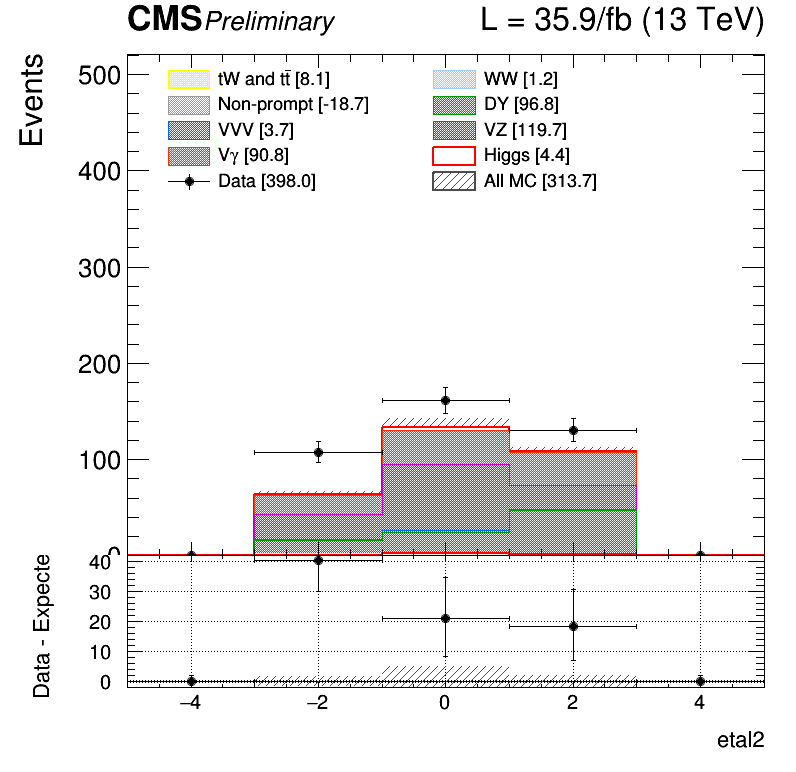 CMS Preliminary L = 35.9/fb (13 TeV)
Events
500
400
300
200
100
0
tW and tt̄ [8.1]
Non-prompt [-18.7]
VVV [3.7]
Vγ [90.8]
Data [398.0]
WW [1.2]
DY [96.8]
VZ [119.7]
Higgs [4.4]
All MC [313.7]
Data - Expecte
40
30
20
10
0
−4 −2 0 2 4
etal2